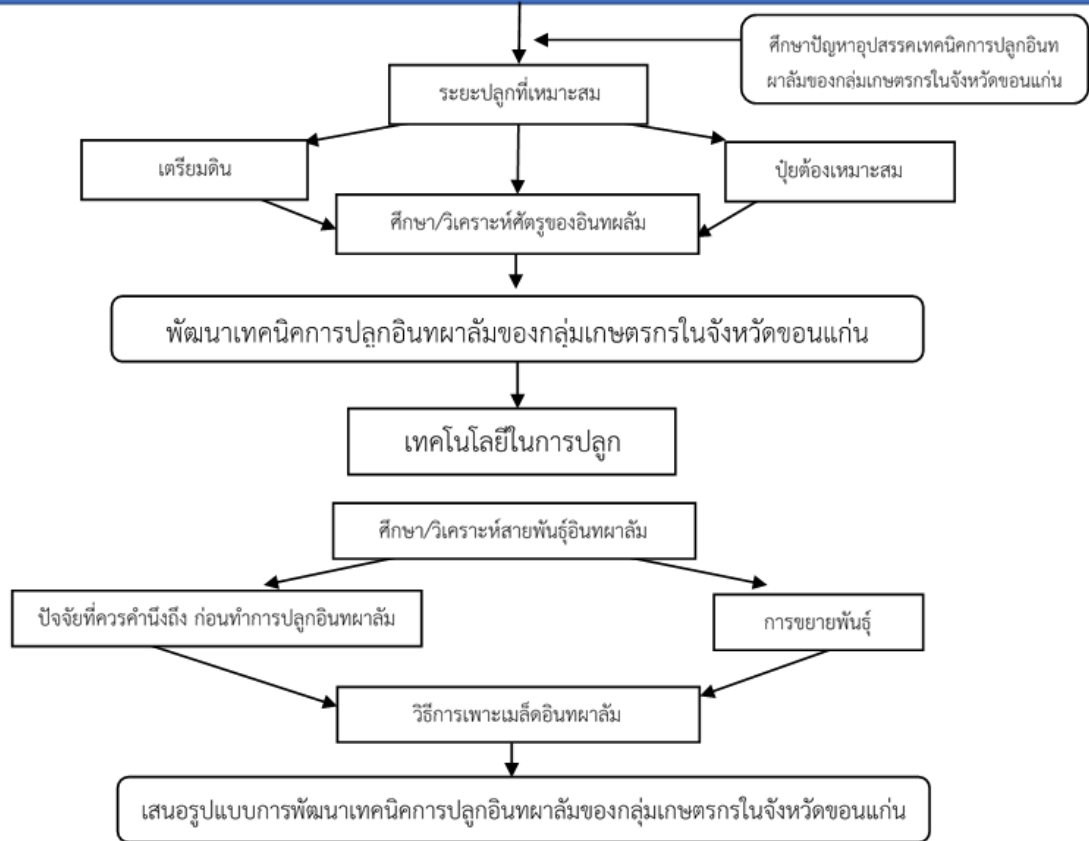 ศึกษาปัญหาอุปสรรคเทคนิคการปลูกอินท
ผาลัมของกลุ่มเกษตรกรในจังหวัดขอนแก่น
ระยะปลูกที่เหมาะสม
เตรียมดิน
ปุ๋ยต้องเหมาะสม
ศึกษา/วิเคราะห์ศัตรูของอินทผลัม
พัฒนาเทคนิคการปลูกอินทผาลัมของกลุ่มเกษตรกรในจังหวัดขอนแก่น
เทคโนโลยีในการปลูก
ศึกษา/วิเคราะห์สายพันธุ์อินทผาลัม
ปัจจัยที่ควรคำนึงถึง ก่อนทำการปลูกอินทผาลัม
การขยายพันธุ์
วิธีการเพาะเมล็ดอินทผาลัม
เสนอรูปแบบการพัฒนาเทคนิคการปลูกอินทผาลัมของกลุ่มเกษตรกรในจังหวัดขอนแก่น